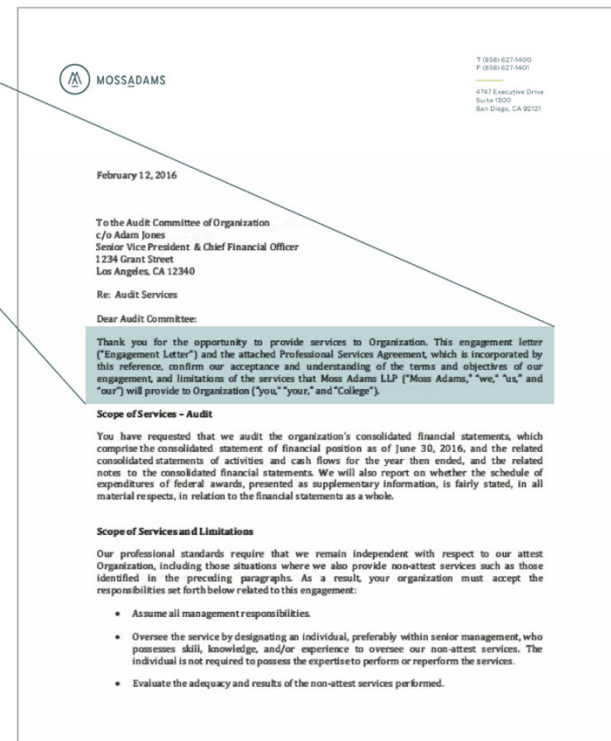 MOSSADAMS
T (858) 627-1400
F (858) 627-1401
4747 Executive Drive
Suite 1300
San Diego, CA 92121
February 12, 2016
To the Audit Committee of Organization
c/o Adam Jones
Senior Vice President & Chief Financial Officer
1234 Grant Street
Los Angeles, CA 12340
Re: Audit Services
Dear Audit Committee:
Thank you for the opportunity to provide services to Organization. This engagement letter
("Engagement Letter") and the attached Professional Services Agreement, which is incorporated by
this reference, confirm our acceptance and understanding of the terms and objectives of our
engagement, and limitations of the services that Moss Adams LLP ("Moss Adams," "we," "us," and
"our") will provide to Organization ("you," "your," and "College").
Scope of Services – Audit
You have requested that we audit the organization's consolidated financial statements, which
comprise the consolidated statement of financial position as of June 30, 2016, and the related
consolidated statements of activities and cash flows for the year then ended, and the related
notes to the consolidated financial statements. We will also report on whether the schedule of
expenditures of federal awards, presented as supplementary information, is fairly stated, in all
material respects, in relation to the financial statements as a whole.
Scope of Services and Limitations
Our professional standards require that we remain independent with respect to our attest
Organization, including those situations where we also provide non-attest services such as those
identified in the preceding paragraphs. As a result, your organization must accept the
responsibilities set forth below related to this engagement:
• Assume all management responsibilities.
• Oversee the service by designating an individual, preferably within senior management, who
possesses skill, knowledge, and/or experience to oversee our non-attest services. The
individual is not required to possess the expertise to perform or reperform the services.
• Evaluate the adequacy and results of the non-attest services performed.